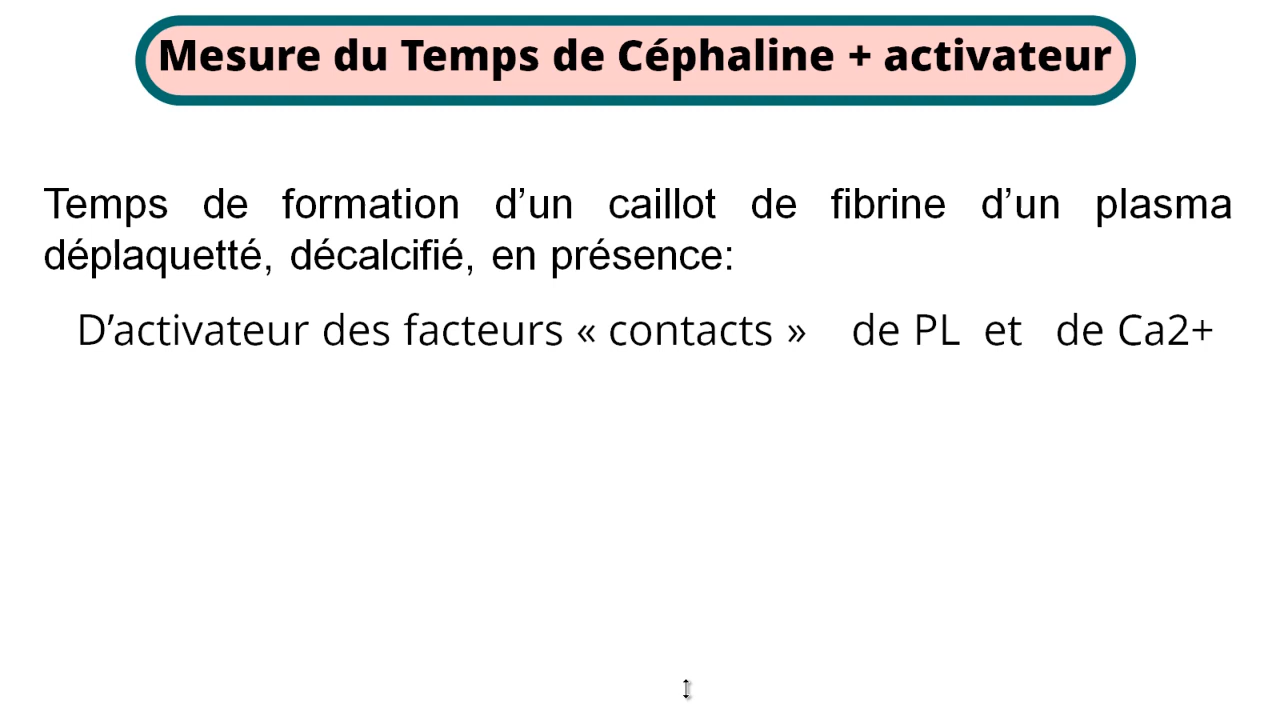 Mesure du Temps de Céphaline + activateur
Temps de formation d’un caillot de fibrine d’un plasma
déplaquetté, décalcifié, en présence:
D’activateur des facteurs « contacts » de PL et de Ca2+